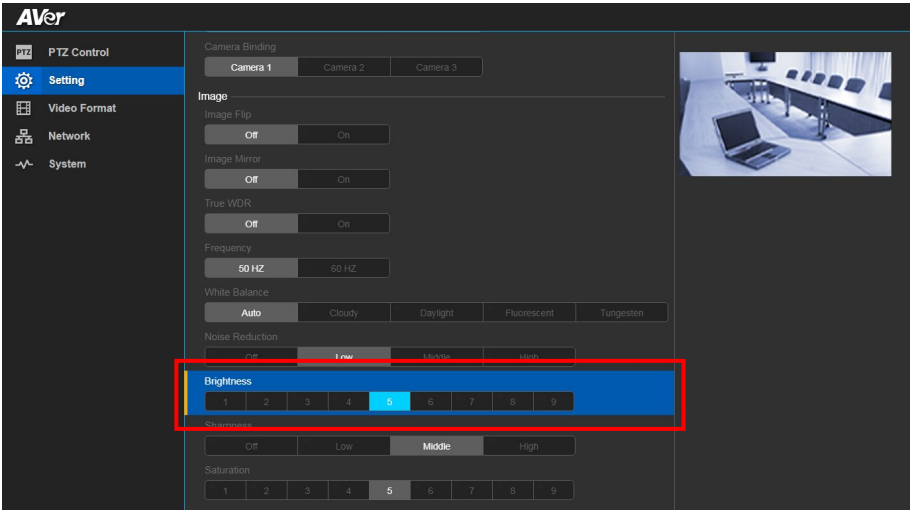 AVer
PTZ PTZ Control
Setting
Video Format
Network
System
Camera Binding
Camera 1 Camera 2 Camera 3
Image
Image Flip
Off On
Image Mirror
Off On
True WDR
Off On
Frequency
50 HZ 60 HZ
White Balance
Auto Cloudy Daylight Fluorescent Tungesten
Noise Reduction
Off Low Middle High
Brightness
1 2 3 4 5 6 7 8 9
Sharpness
Off Low Middle High
Saturation
1 2 3 4 5 6 7 8 9